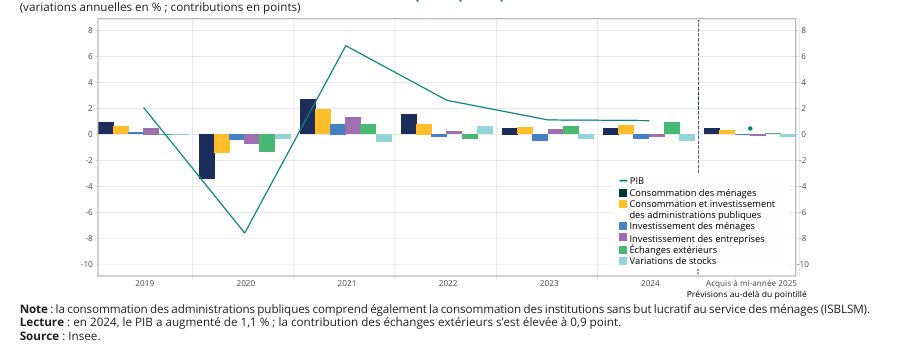 (variations annuelles en % ; contributions en points)
8 8
6 6
4 4
2 2
0 0
-2 -2
-4 -4
-6 -6
-8 -8
-10 -10
PIB
Consommation des ménages
Consommation et investissement
des administrations publiques
Investissement des ménages
Investissement des entreprises
Échanges extérieurs
Variations de stocks
2019 2020 2021 2022 2023 2024 Acquis à mi-année 2025
Prévisions au-delà du pointillé
Note : la consommation des administrations publiques comprend également la consommation des institutions sans but lucratif au service des ménages (ISBLSM).
Lecture : en 2024, le PIB a augmenté de 1,1 % ; la contribution des échanges extérieurs s'est élevée à 0,9 point.
Source : Insee.